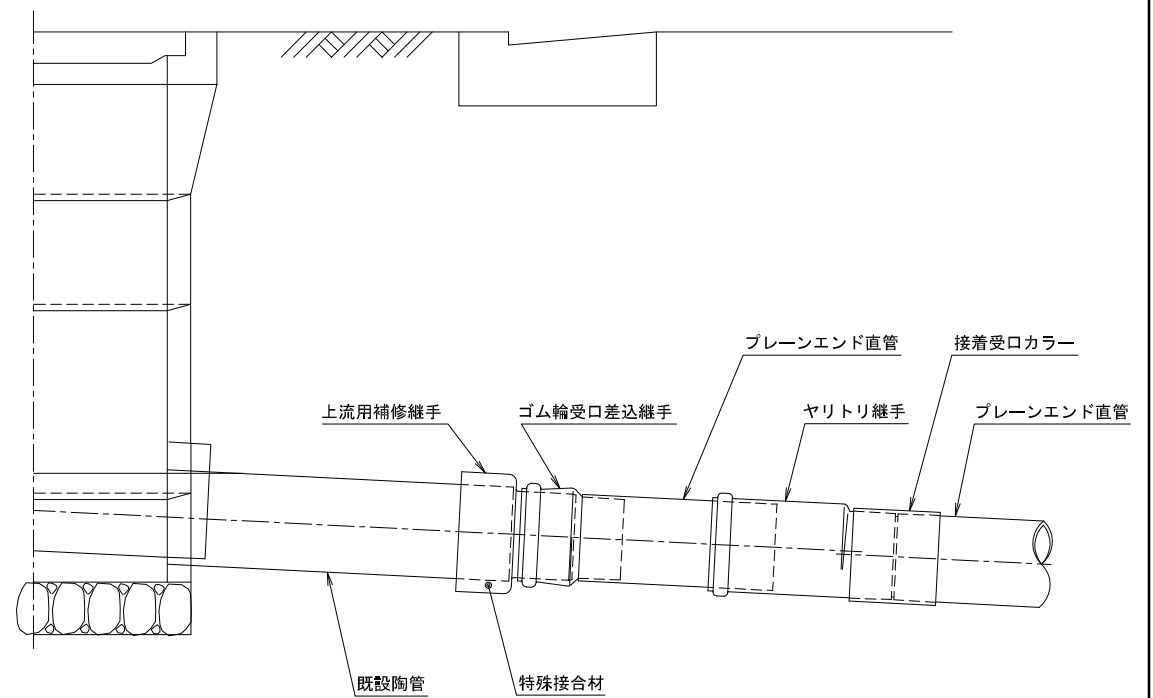 プレーンエンド直管
接着受口カラー
上流用補修継手
ゴム輪受口差込継手
ヤリトリ継手
プレーンエンド直管
既設陶管
特殊接合材